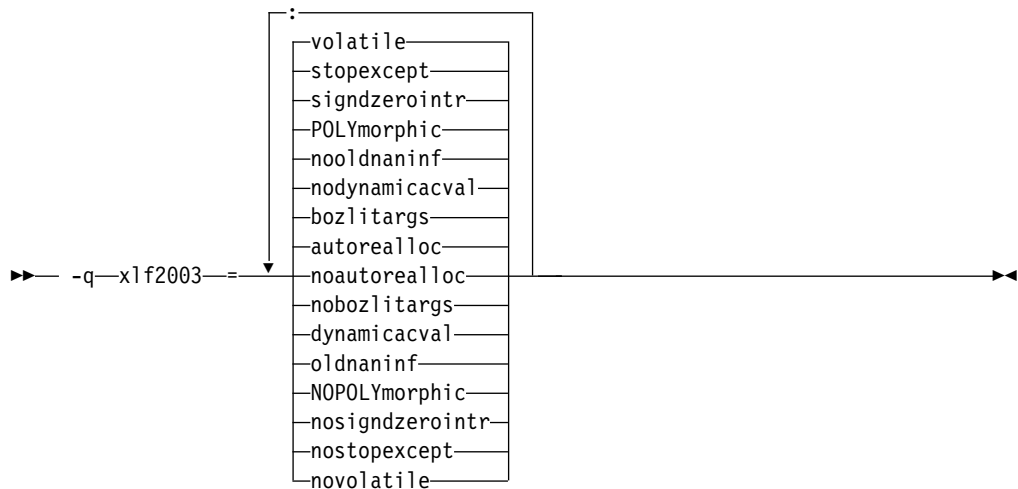 :
volatile
stopexcept
signdzerointr
POLYmorphic
nooldnaninf
nodynamicacval
bozlitargs
autorealloc
-q xlf2003 = noautorealloc
nobozlitargs
dynamicacval
oldnaninf
NOPOLYmorphic
nosigndzerointr
nostopexcept
novolatile